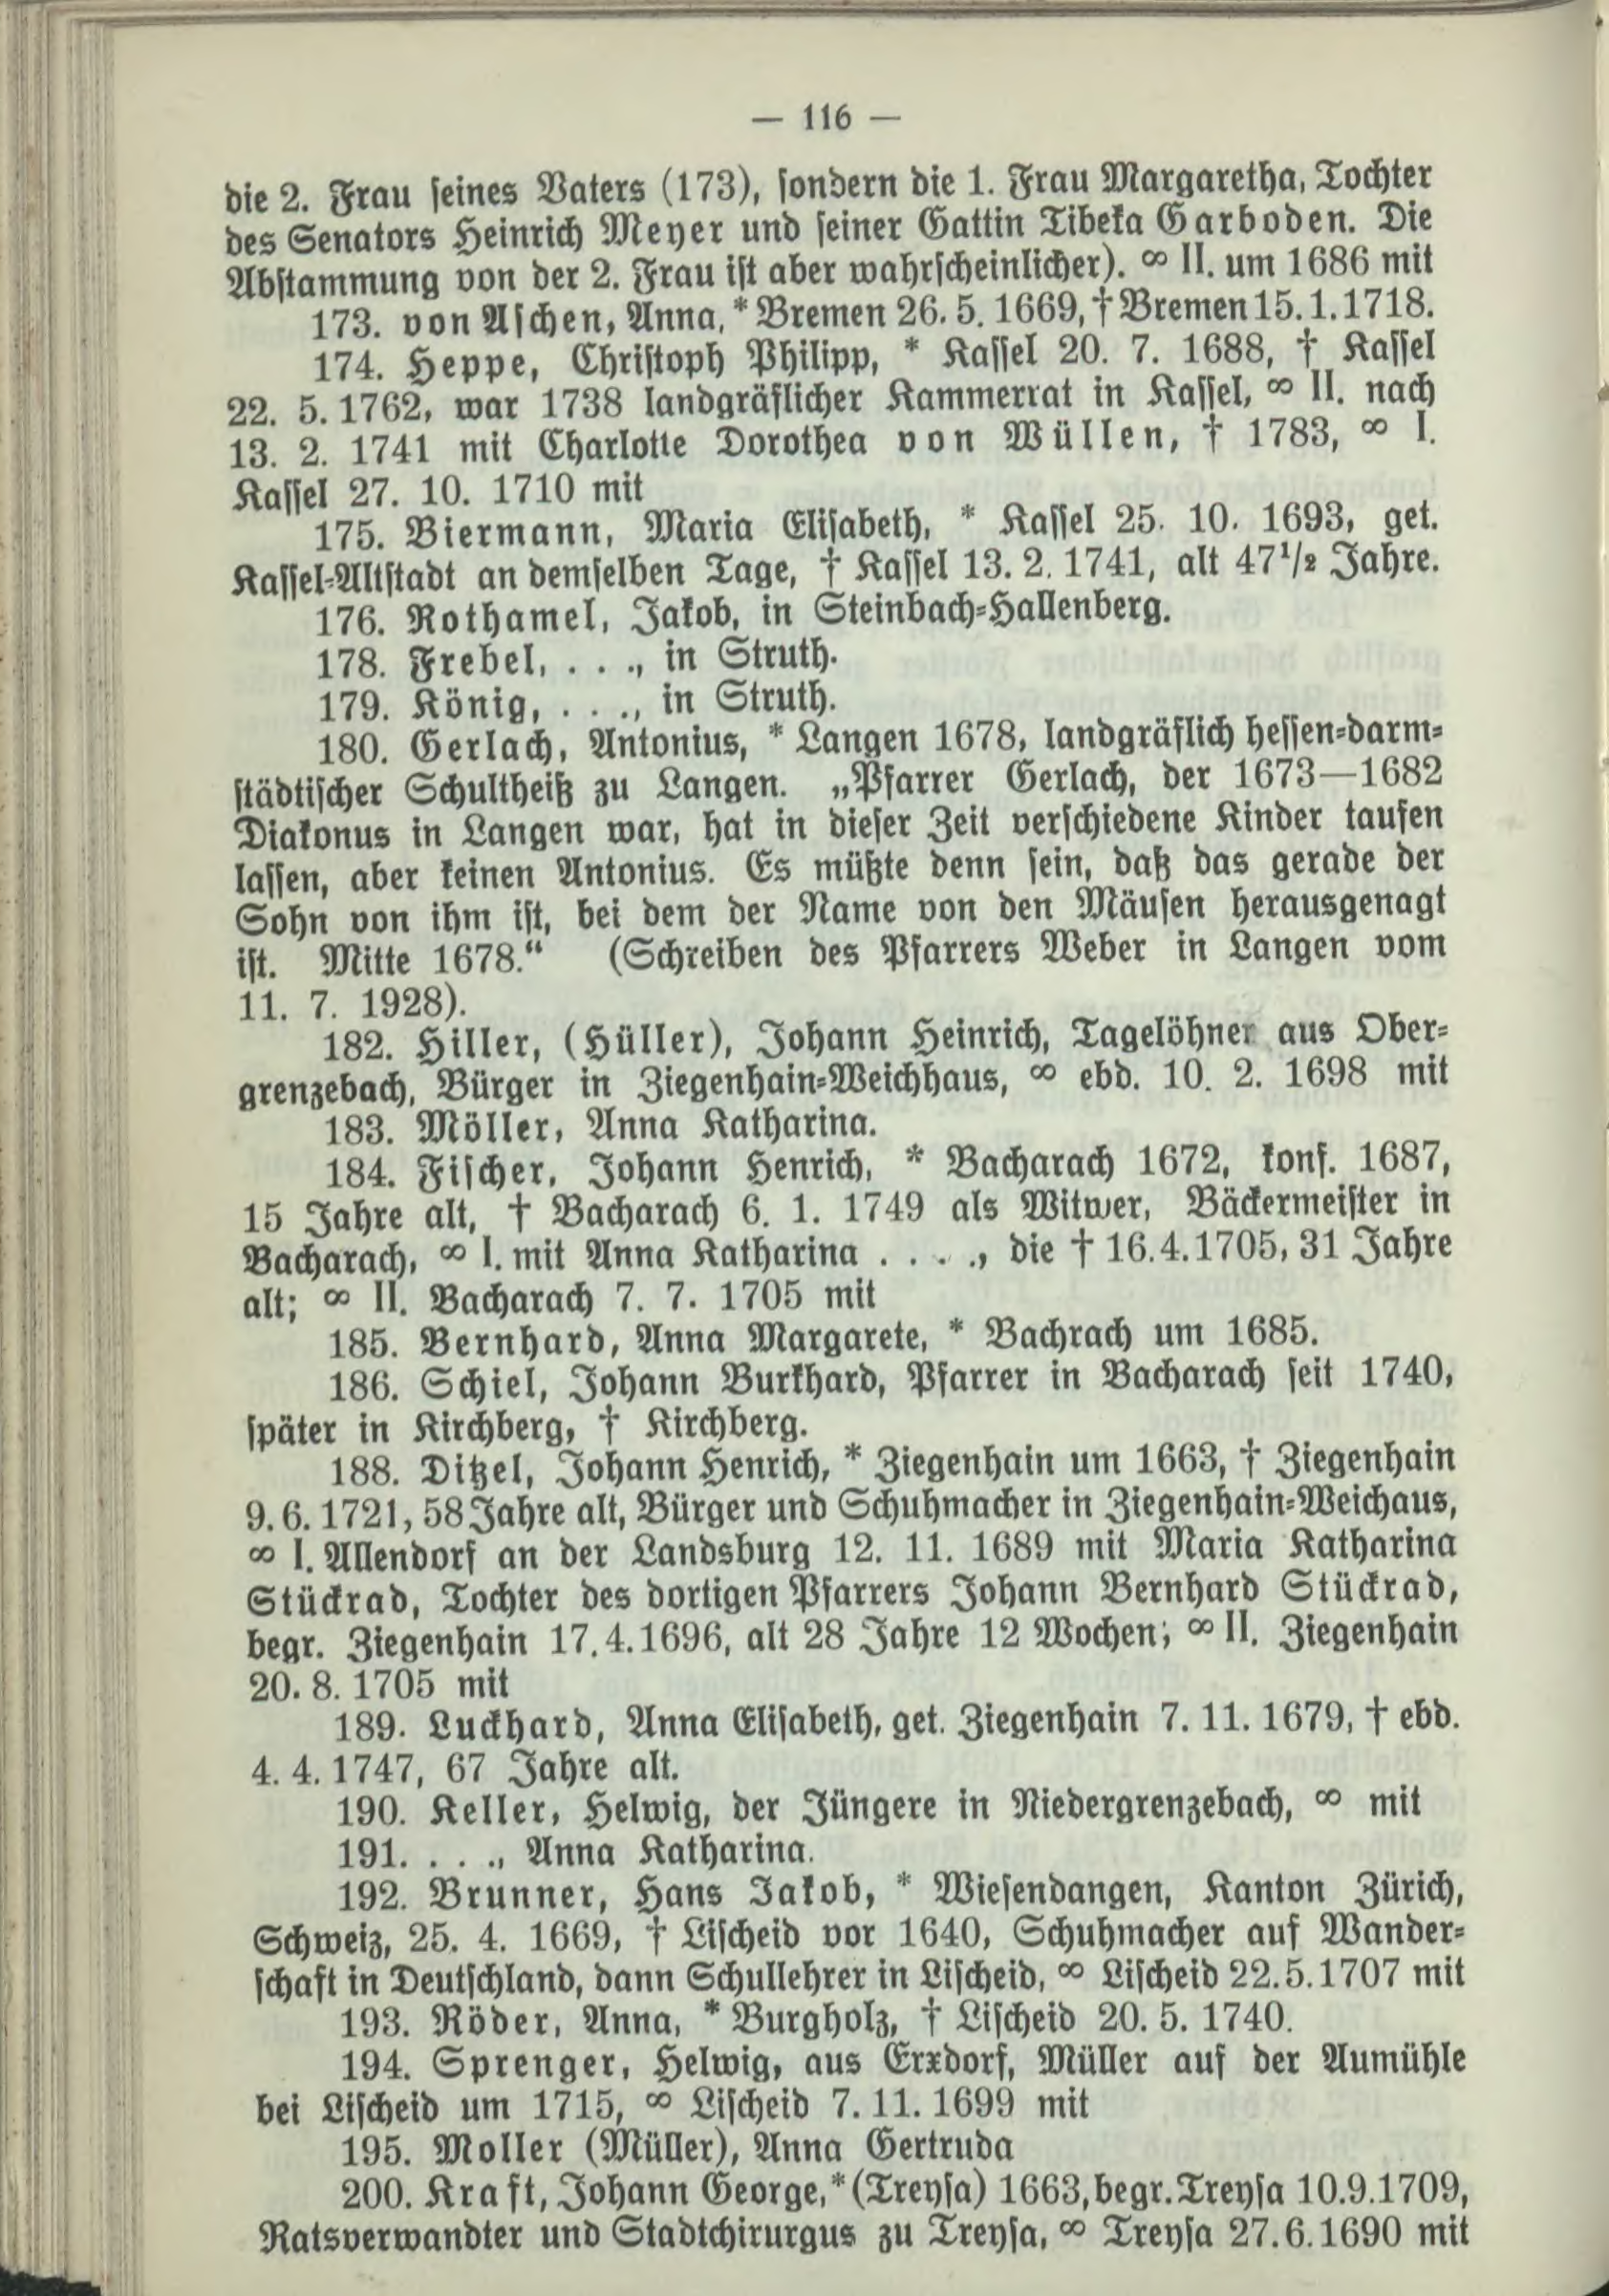 — 116 —
die 2. Frau seines Vaters (173), sondern die 1. Frau Margaretha, Tochter
des Senators Heinrich Meyer und seiner Gattin Tibeka Garboden. Die
Abstammung von der 2. Frau ist aber wahrscheinlicher). ∞ II. um 1686 mit
173. von Aschen, Anna, * Bremen 26. 5. 1669, † Bremen 15. 1. 1718.
174. Heppe, Christoph Philipp, * Kassel 20. 7. 1688, † Kassel
22. 5. 1762, war 1738 landgräflicher Kammerrat in Kassel, ∞ II. nach
13. 2. 1741 mit Charlotte Dorothea von Wüllen, † 1783, ∞ I.
Kassel 27. 10. 1710 mit
175. Biermann, Maria Elisabeth, * Kassel 25. 10. 1693, get.
Kassel-Altstadt an demselben Tage, † Kassel 13. 2. 1741, alt 47½ Jahre.
176. Rothamel, Jakob, in Steinbach-Hallenberg.
178. Frebel, . . ., in Struth.
179. König, . . ., in Struth.
180. Gerlach, Antonius, * Langen 1678, landgräflich hessen-darm-
städtischer Schultheiß zu Langen. „Pfarrer Gerlach, der 1673—1682
Diakonus in Langen war, hat in dieser Zeit verschiedene Kinder taufen
lassen, aber keinen Antonius. Es müßte denn sein, daß das gerade der
Sohn von ihm ist, bei dem der Name von den Mäusen herausgenagt
ist. Mitte 1678.“ (Schreiben des Pfarrers Weber in Langen vom
11. 7. 1928).
182. Hiller, (Hüller), Johann Heinrich, Tagelöhner aus Ober-
grenzebach, Bürger in Ziegenhain-Weichhaus, ∞ ebd. 10. 2. 1698 mit
183. Möller, Anna Katharina.
184. Fischer, Johann Henrich, * Bacharach 1672, konf. 1687,
15 Jahre alt, † Bacharach 6. 1. 1749 als Witwer, Bäckermeister in
Bacharach, ∞ I. mit Anna Katharina . . . ., die † 16.4.1705, 31 Jahre
alt; ∞ II. Bacharach 7. 7. 1705 mit
185. Bernhard, Anna Margarete, * Bachrach um 1685.
186. Schiel, Johann Burkhard, Pfarrer in Bacharach seit 1740,
später in Kirchberg, † Kirchberg.
188. Ditzel, Johann Henrich, * Ziegenhain um 1663, † Ziegenhain
9. 6. 1721, 58 Jahre alt, Bürger und Schuhmacher in Ziegenhain-Weichaus,
∞ I. Allendorf an der Landsburg 12. 11. 1689 mit Maria Katharina
Stückrad, Tochter des dortigen Pfarrers Johann Bernhard Stückrad,
begr. Ziegenhain 17. 4. 1696, alt 28 Jahre 12 Wochen; ∞ II. Ziegenhain
20. 8. 1705 mit
189. Luckhard, Anna Elisabeth, get. Ziegenhain 7. 11. 1679, † ebd.
4. 4. 1747, 67 Jahre alt.
190. Keller, Helwig, der Jüngere in Niedergrenzebach, ∞ mit
191. . . ., Anna Katharina.
192. Brunner, Hans Jakob, * Wiesendangen, Kanton Zürich,
Schweiz, 25. 4. 1669, † Lischeid vor 1640, Schuhmacher auf Wander-
schaft in Deutschland, dann Schullehrer in Lischeid, ∞ Lischeid 22. 5. 1707 mit
193. Röder, Anna, * Burgholz, † Lischeid 20. 5. 1740.
194. Sprenger, Helwig, aus Erxdorf, Müller auf der Aumühle
bei Lischeid um 1715, ∞ Lischeid 7. 11. 1699 mit
195. Moller (Müller), Anna Gertruda
200. Kraft, Johann George, * (Treysa) 1663, begr. Treysa 10.9.1709,
Ratsverwandter und Stadtchirurgus zu Treysa, ∞ Treysa 27. 6. 1690 mit